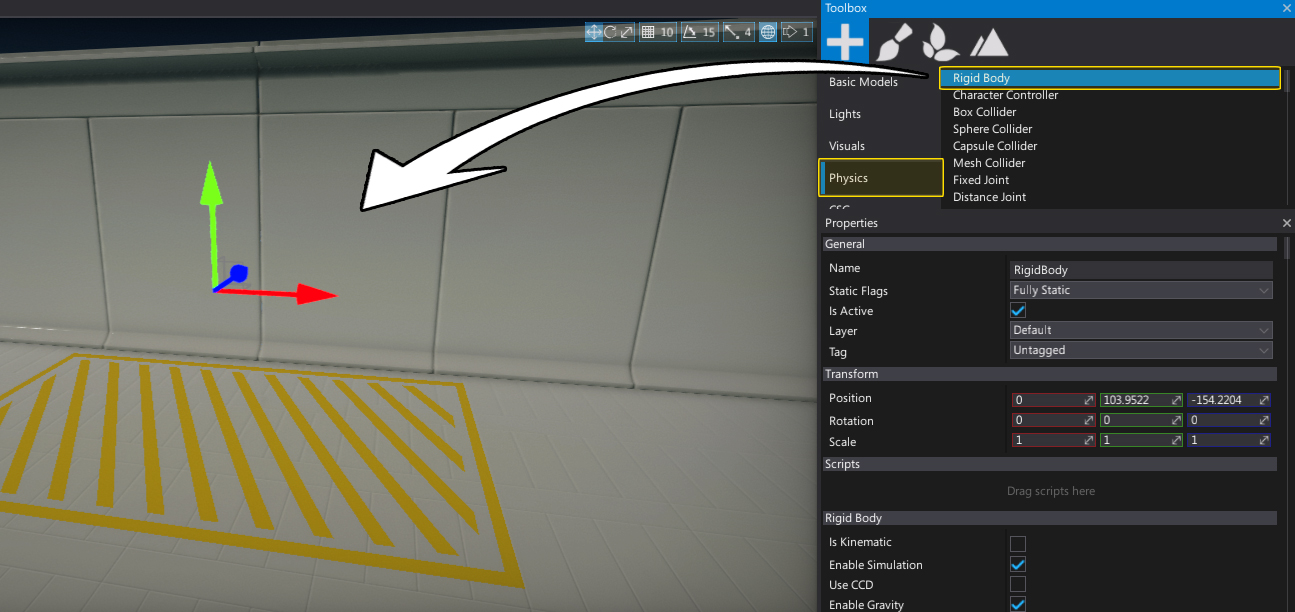 Toolbox
10
15
4
1
Basic Models
Lights
Visuals
Physics
CSG
Rigid Body
Character Controller
Box Collider
Sphere Collider
Capsule Collider
Mesh Collider
Fixed Joint
Distance Joint
Properties
General
Name RigidBody
Static Flags Fully Static
Is Active
Layer Default
Tag Untagged
Transform
Position 0 103.9522 -154.2204
Rotation 0 0 0
Scale 1 1 1
Scripts
Drag scripts here
Rigid Body
Is Kinematic
Enable Simulation
Use CCD
Enable Gravity